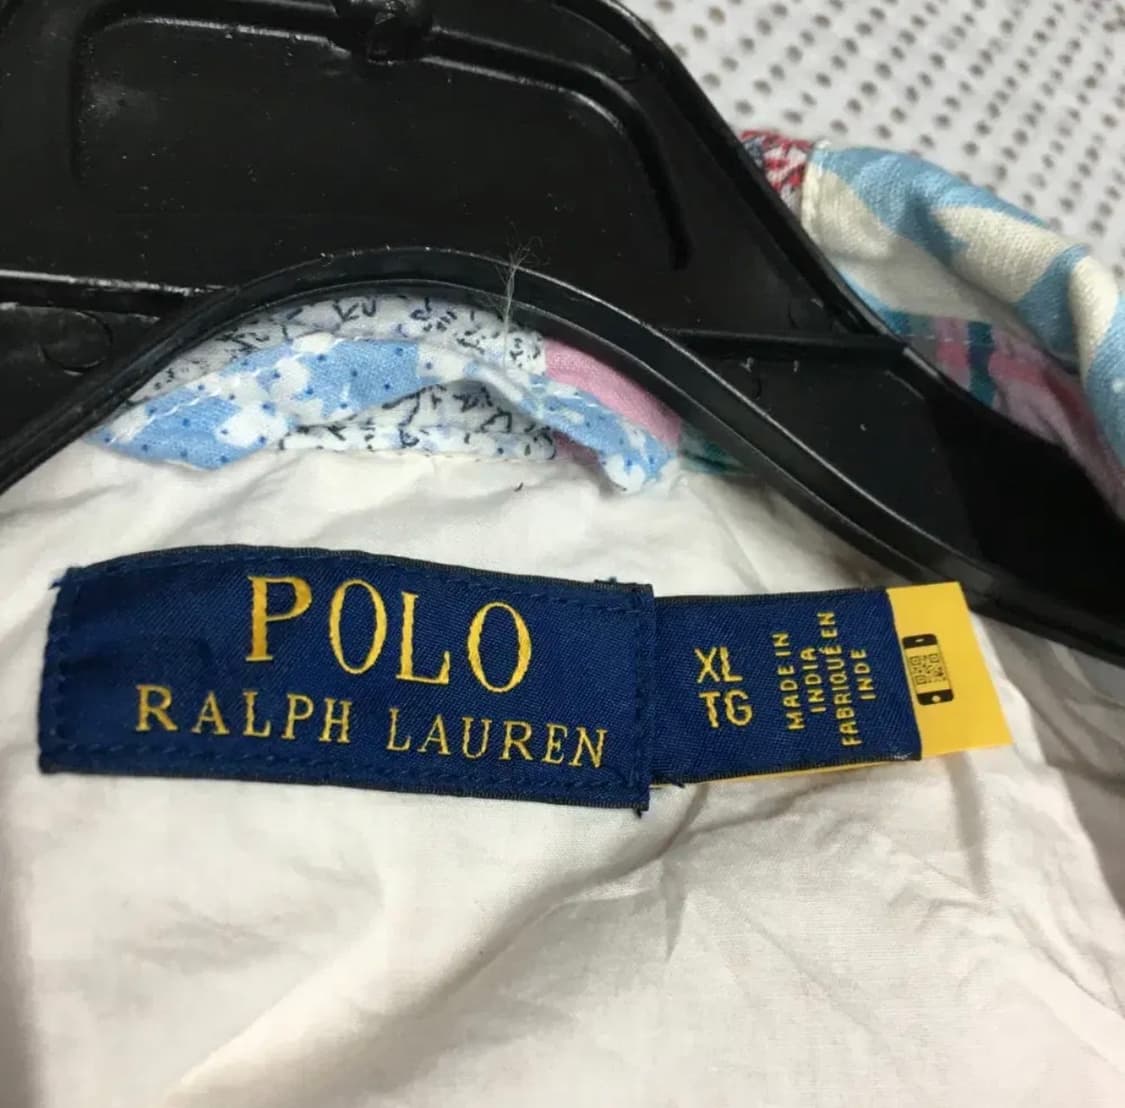 POLO
RALPH LAUREN
XL
TG
MADE IN
INDIA
FABRIQUÉ EN
INDE